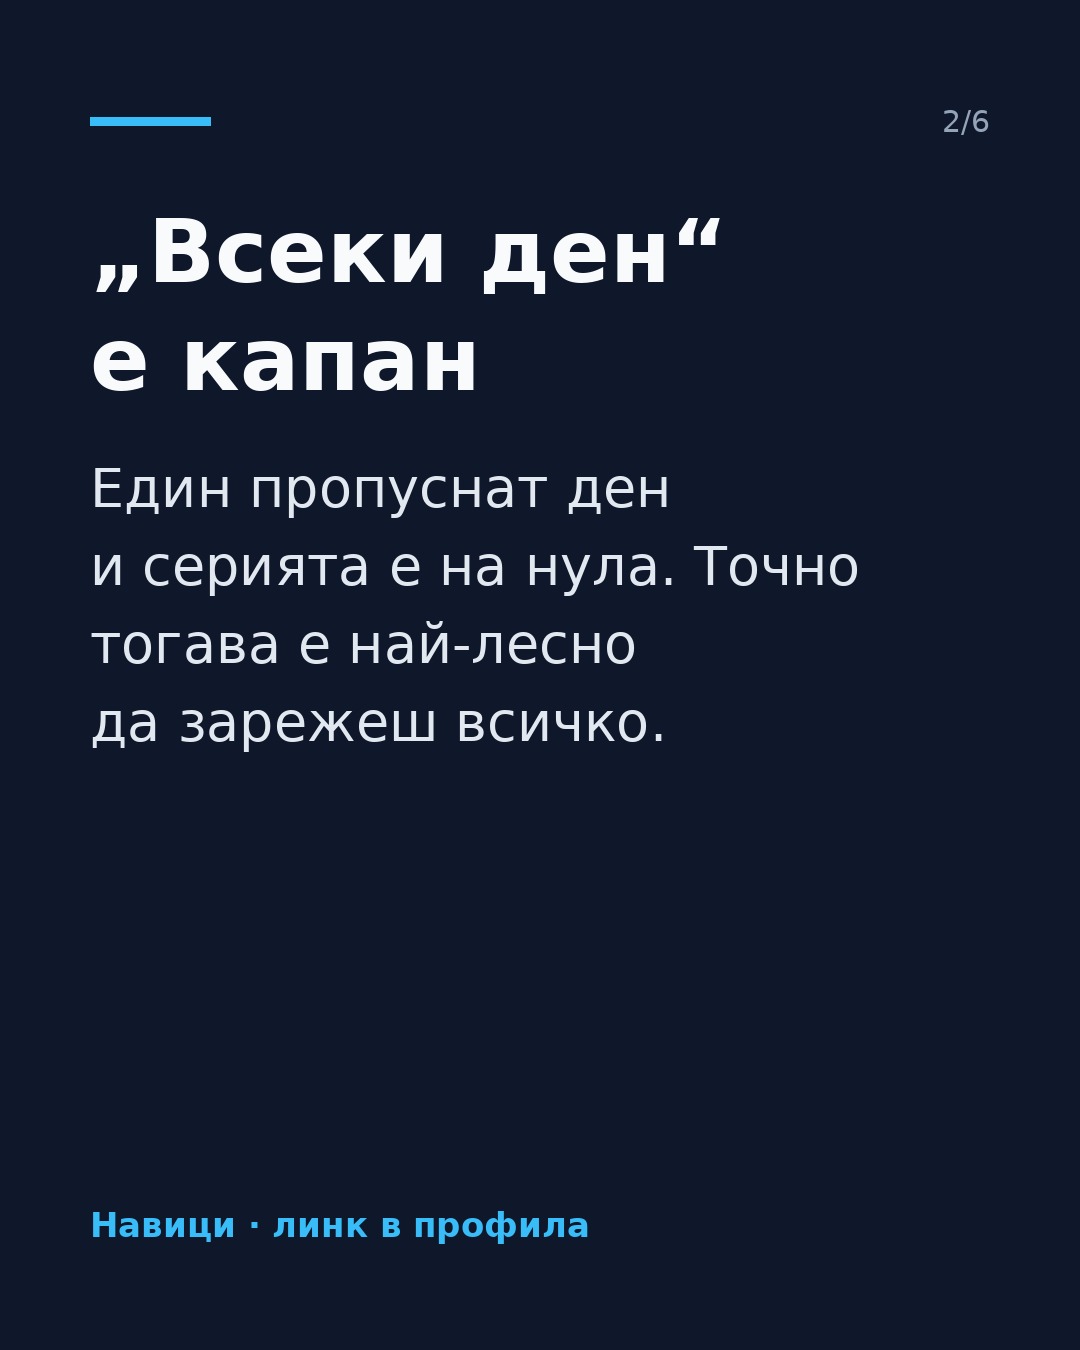 2/6
„Всеки ден“
е капан
Един пропуснат ден
и серията е на нула. Точно
тогава е най-лесно
да зарежеш всичко.
Навици · линк в профила